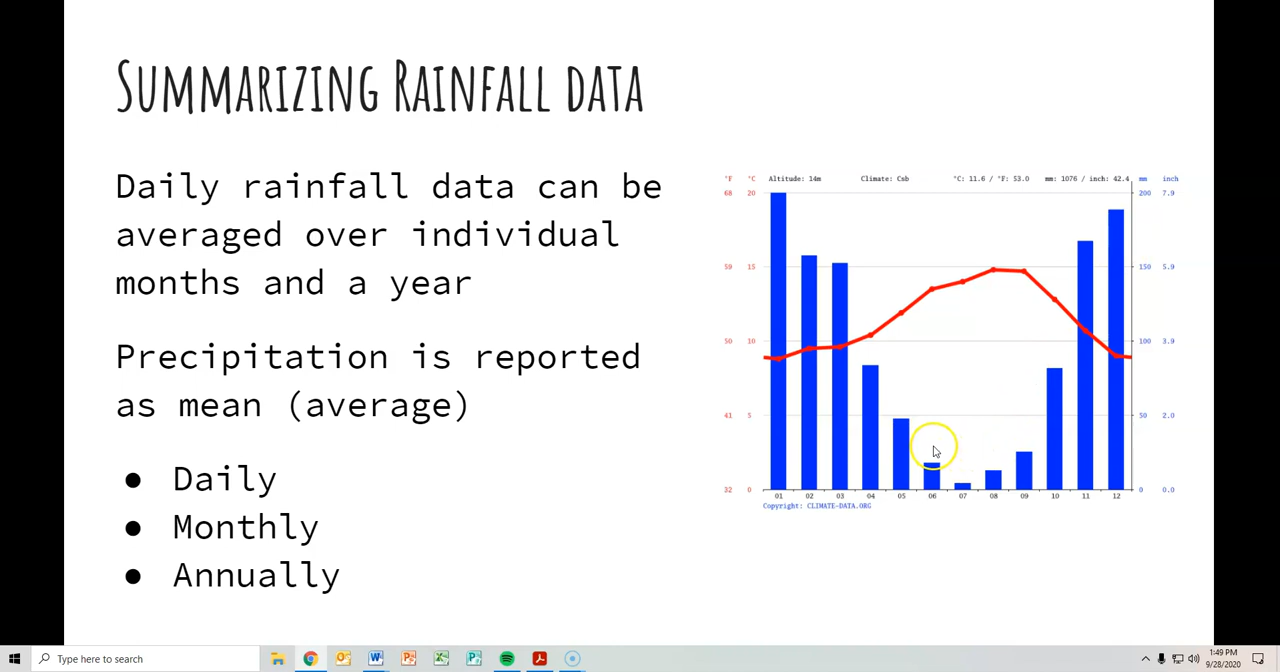 Summarizing Rainfall data
Daily rainfall data can be
averaged over individual
months and a year
Precipitation is reported
as mean (average)
● Daily
● Monthly
● Annually
°F °C Altitude: 14m Climate: Csb °C: 11.6 / °F: 53.0 mm: 1076 / inch: 42.4 mm inch
68 20 200 7.9
59 15 150 5.9
50 10 100 3.9
41 5 50 2.0
32 0 0 0.0
01 02 03 04 05 06 07 08 09 10 11 12
Copyright: CLIMATE-DATA.ORG
Type here to search
1:49 PM
9/28/2020